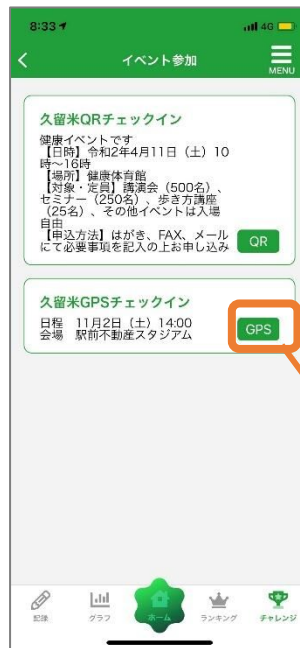 8:33
4G
イベント参加
MENU
久留米QRチェックイン
健康イベントです
【日時】令和2年4月11日（土）10
時～16時
【場所】健康体育館
【対象・定員】講演会（500名）、
セミナー（250名）、歩き方講座
（25名）、その他イベントは入場
自由
【申込方法】はがき、FAX、メール
にて必要事項を記入の上お申し込み
QR
久留米GPSチェックイン
日程 11月2日（土）14:00
会場 駅前不動産スタジアム
GPS
記録
グラフ
ホーム
ランキング
チャレンジ